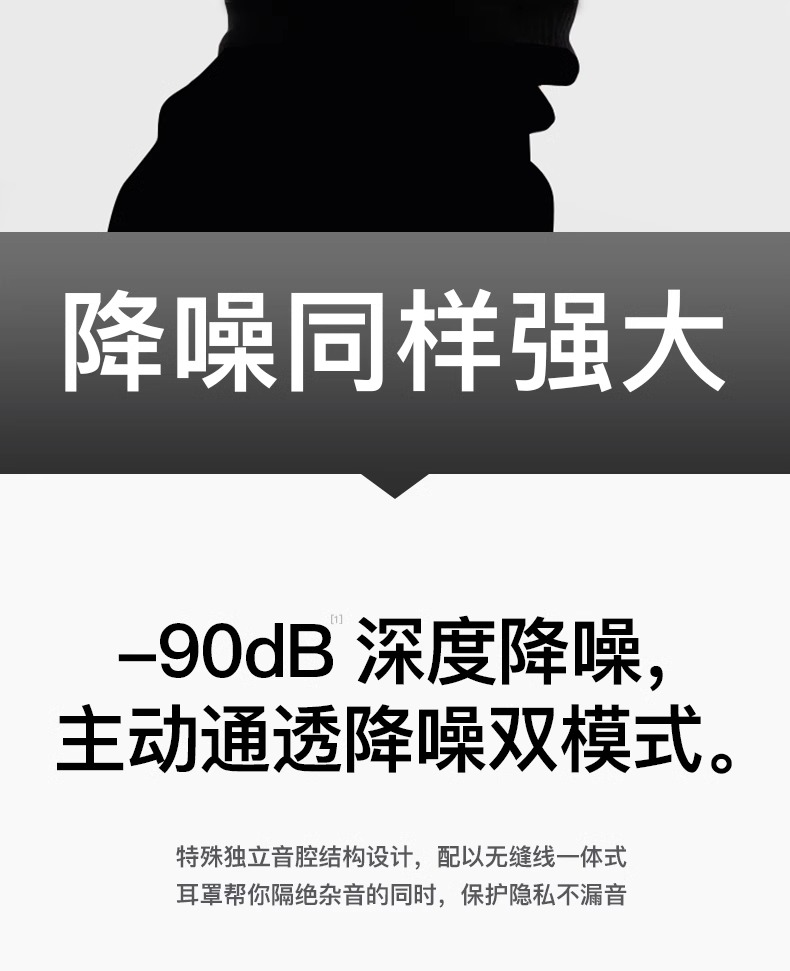 降噪同样强大
–90dB[1] 深度降噪，
主动通透降噪双模式。
特殊独立音腔结构设计，配以无缝线一体式
耳罩帮你隔绝杂音的同时，保护隐私不漏音